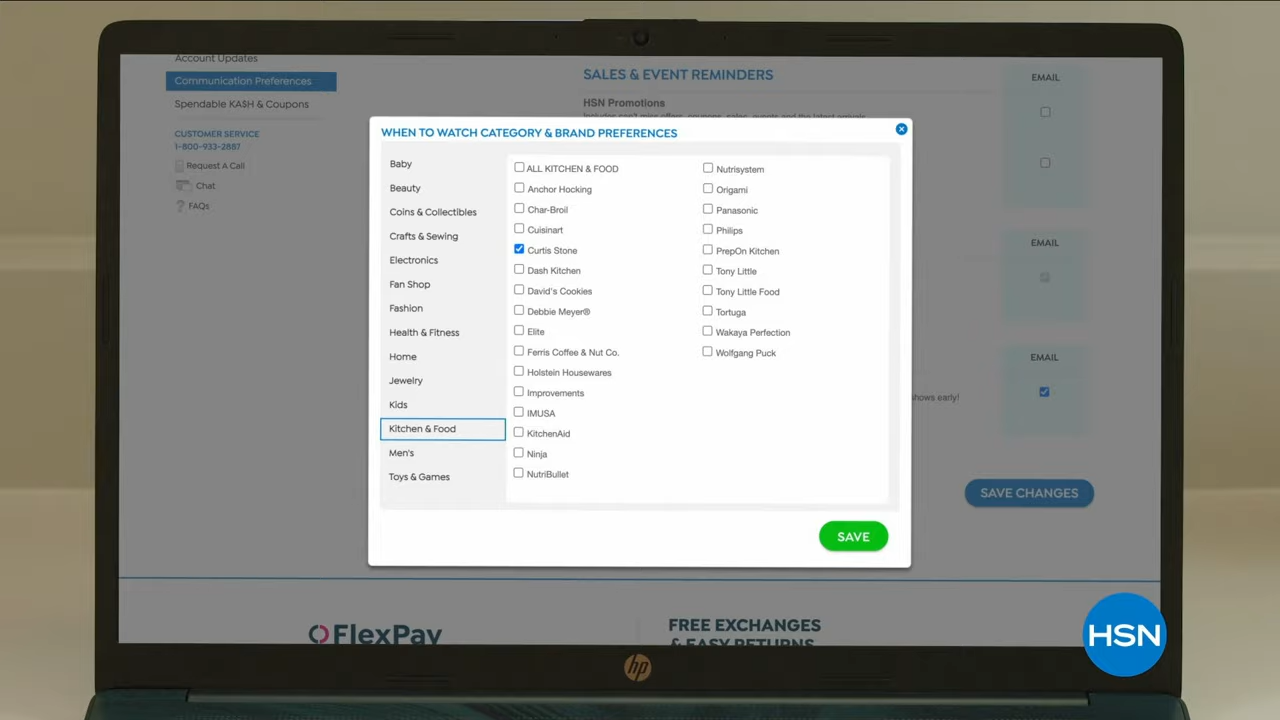 Account Updates
Communication Preferences
Spendable KA$H & Coupons
CUSTOMER SERVICE
1-800-933-2887
Request A Call
Chat
FAQs
SALES & EVENT REMINDERS
HSN Promotions
EMAIL
EMAIL
EMAIL
shows early!
SAVE CHANGES
WHEN TO WATCH CATEGORY & BRAND PREFERENCES
Baby
Beauty
Coins & Collectibles
Crafts & Sewing
Electronics
Fan Shop
Fashion
Health & Fitness
Home
Jewelry
Kids
Kitchen & Food
Men's
Toys & Games
ALL KITCHEN & FOOD
Anchor Hocking
Char-Broil
Cuisinart
Curtis Stone
Dash Kitchen
David's Cookies
Debbie Meyer®
Elite
Ferris Coffee & Nut Co.
Holstein Housewares
Improvements
IMUSA
KitchenAid
Ninja
NutriBullet
Nutrisystem
Origami
Panasonic
Philips
PrepOn Kitchen
Tony Little
Tony Little Food
Tortuga
Wakaya Perfection
Wolfgang Puck
SAVE
FlexPay
FREE EXCHANGES
& EASY RETURNS
HSN
hp